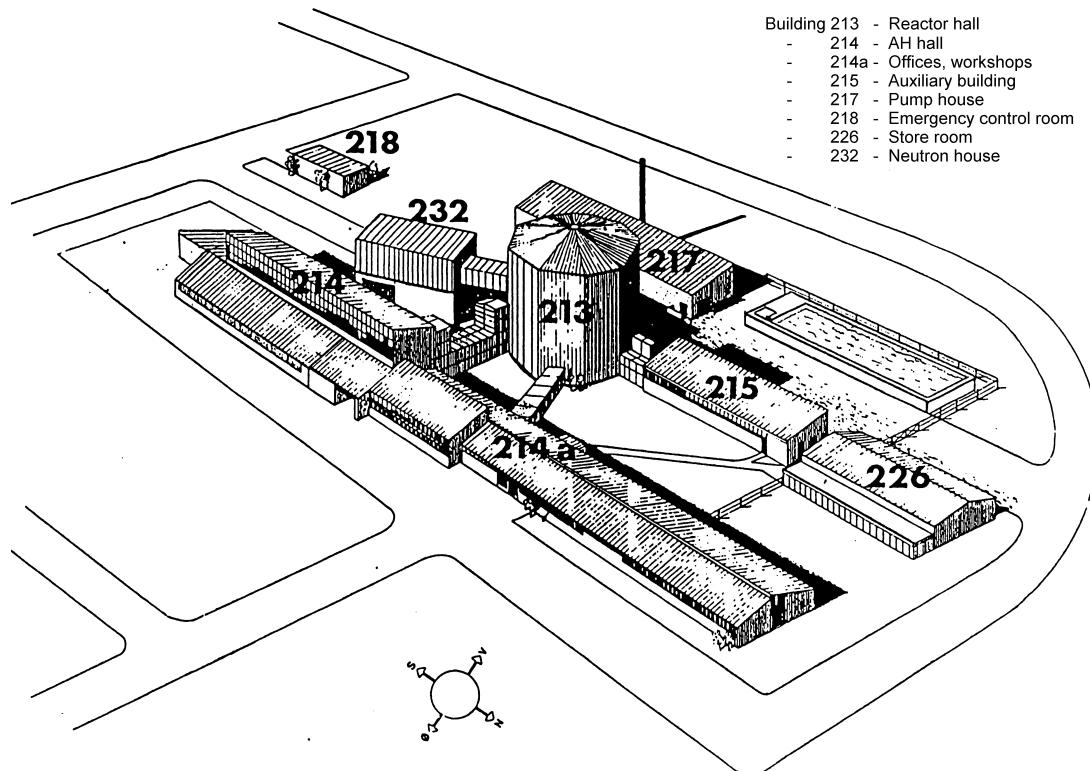 Building 213 - Reactor hall
- 214 - AH hall
- 214a - Offices, workshops
- 215 - Auxiliary building
- 217 - Pump house
- 218 - Emergency control room
- 226 - Store room
- 232 - Neutron house
218
232
217
214
213
215
214a
226
S V
Ø N